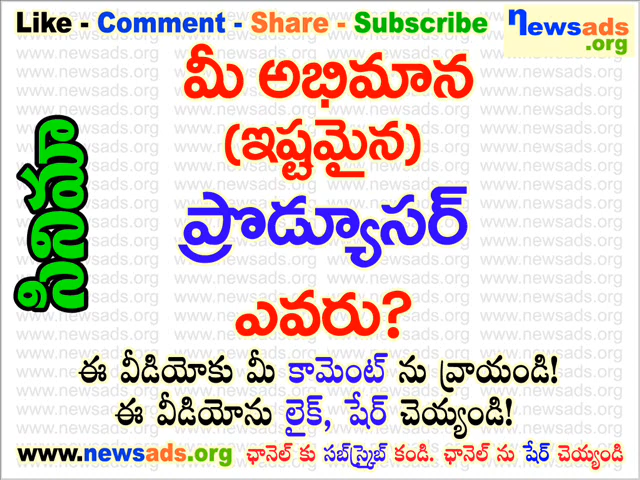 Like - Comment - Share - Subscribe
newsads
.org
మీ అభిమాన
(ఇష్టమైన)
ప్రొడ్యూసర్
ఎవరు?
సినిమా
ఈ వీడియోకు మీ కామెంట్ ను వ్రాయండి!
ఈ వీడియోను లైక్, షేర్ చెయ్యండి!
www.newsads.org ఛానెల్ కు సబ్‌స్క్రైబ్ కండి. ఛానెల్ ను షేర్ చెయ్యండి